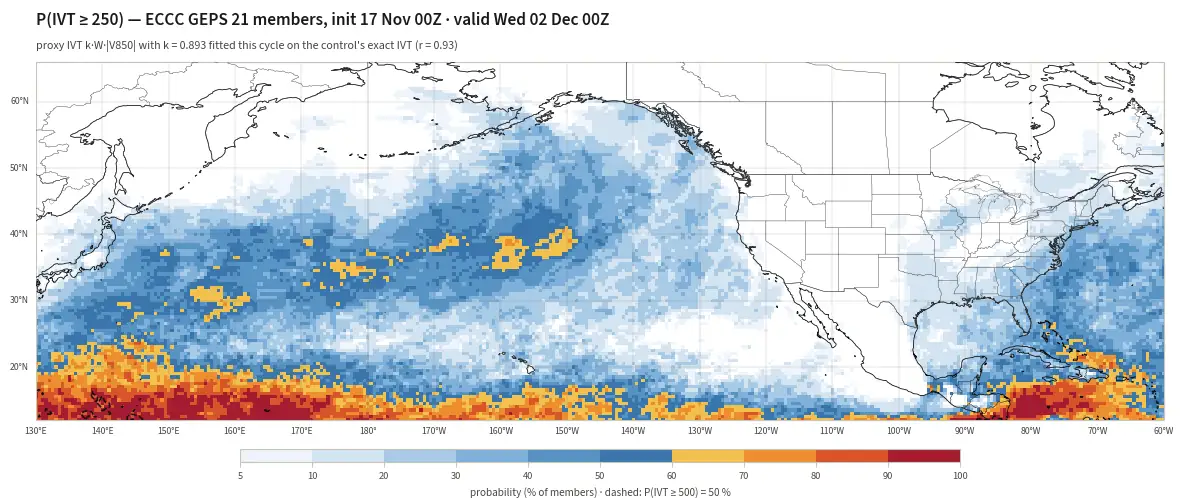 P(IVT ≥ 250) — ECCC GEPS 21 members, init 17 Nov 00Z · valid Wed 02 Dec 00Z
proxy IVT k·W·|V850| with k = 0.893 fitted this cycle on the control's exact IVT (r = 0.93)
60°N
50°N
40°N
30°N
20°N
130°E 140°E 150°E 160°E 170°E 180° 170°W 160°W 150°W 140°W 130°W 120°W 110°W 100°W 90°W 80°W 70°W 60°W
5 10 20 30 40 50 60 70 80 90 100
probability (% of members) · dashed: P(IVT ≥ 500) = 50 %